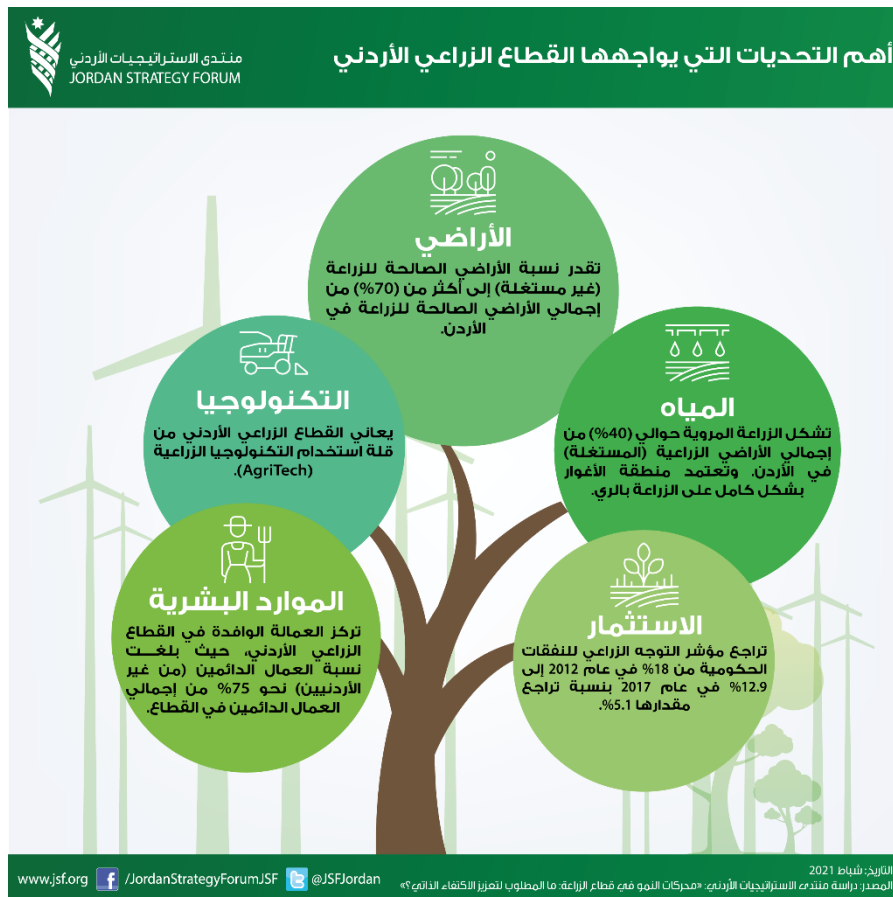 أهم التحديات التي يواجهها القطاع الزراعي الأردني
منتدى الاستراتيجيات الأردني
JORDAN STRATEGY FORUM
الأراضي
تقدر نسبة الأراضي الصالحة للزراعة
(غير مستغلة) إلى أكثر من (70%) من
إجمالي الأراضي الصالحة للزراعة في
الأردن.
المياه
تشكل الزراعة المروية حوالي (40%) من
إجمالي الأراضي الزراعية (المستغلة)
في الأردن. وتعتمد منطقة الأغوار
بشكل كامل على الزراعة بالري.
التكنولوجيا
يعاني القطاع الزراعي الأردني من
قلة استخدام التكنولوجيا الزراعية
(AgriTech).
الاستثمار
تراجع مؤشر التوجه الزراعي للنفقات
الحكومية من 18% في عام 2012 إلى
12.9% في عام 2017 بنسبة تراجع
مقدارها 5.1%.
الموارد البشرية
تركز العمالة الوافدة في القطاع
الزراعي الأردني، حيث بلغت
نسبة العمال الدائمين (من غير
الأردنيين) نحو 75% من إجمالي
العمال الدائمين في القطاع.
التاريخ: شباط 2021
المصدر: دراسة منتدى الاستراتيجيات الأردني: «محركات النمو في قطاع الزراعة: ما المطلوب لتعزيز الاكتفاء الذاتي؟»
www.jsf.org /JordanStrategyForumJSF @JSFJordan